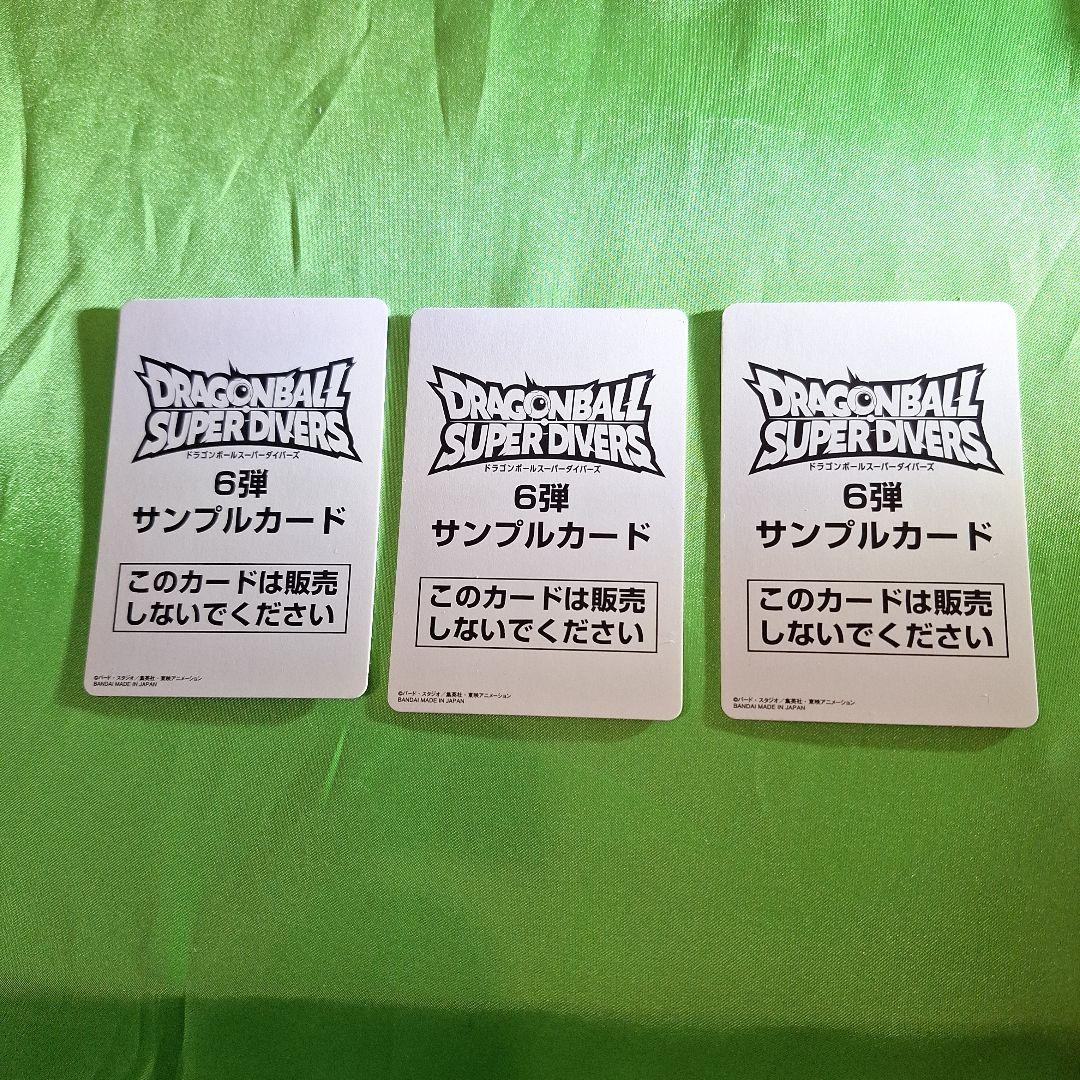 DRAGONBALL
SUPER DIVERS
ドラゴンボールスーパーダイバーズ
6弾
サンプルカード
このカードは販売
しないでください
©バード・スタジオ／集英社・東映アニメーション
BANDAI MADE IN JAPAN
DRAGONBALL
SUPER DIVERS
ドラゴンボールスーパーダイバーズ
6弾
サンプルカード
このカードは販売
しないでください
©バード・スタジオ／集英社・東映アニメーション
BANDAI MADE IN JAPAN
DRAGONBALL
SUPER DIVERS
ドラゴンボールスーパーダイバーズ
6弾
サンプルカード
このカードは販売
しないでください
©バード・スタジオ／集英社・東映アニメーション
BANDAI MADE IN JAPAN